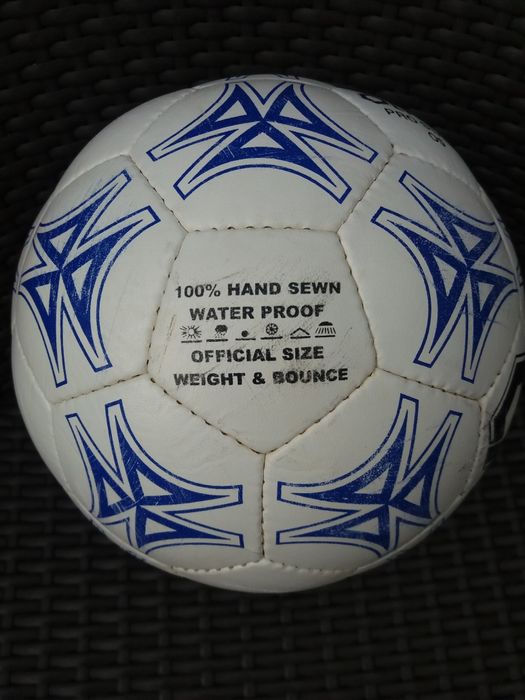 100% HAND SEWN
WATER PROOF
OFFICIAL SIZE
WEIGHT & BOUNCE